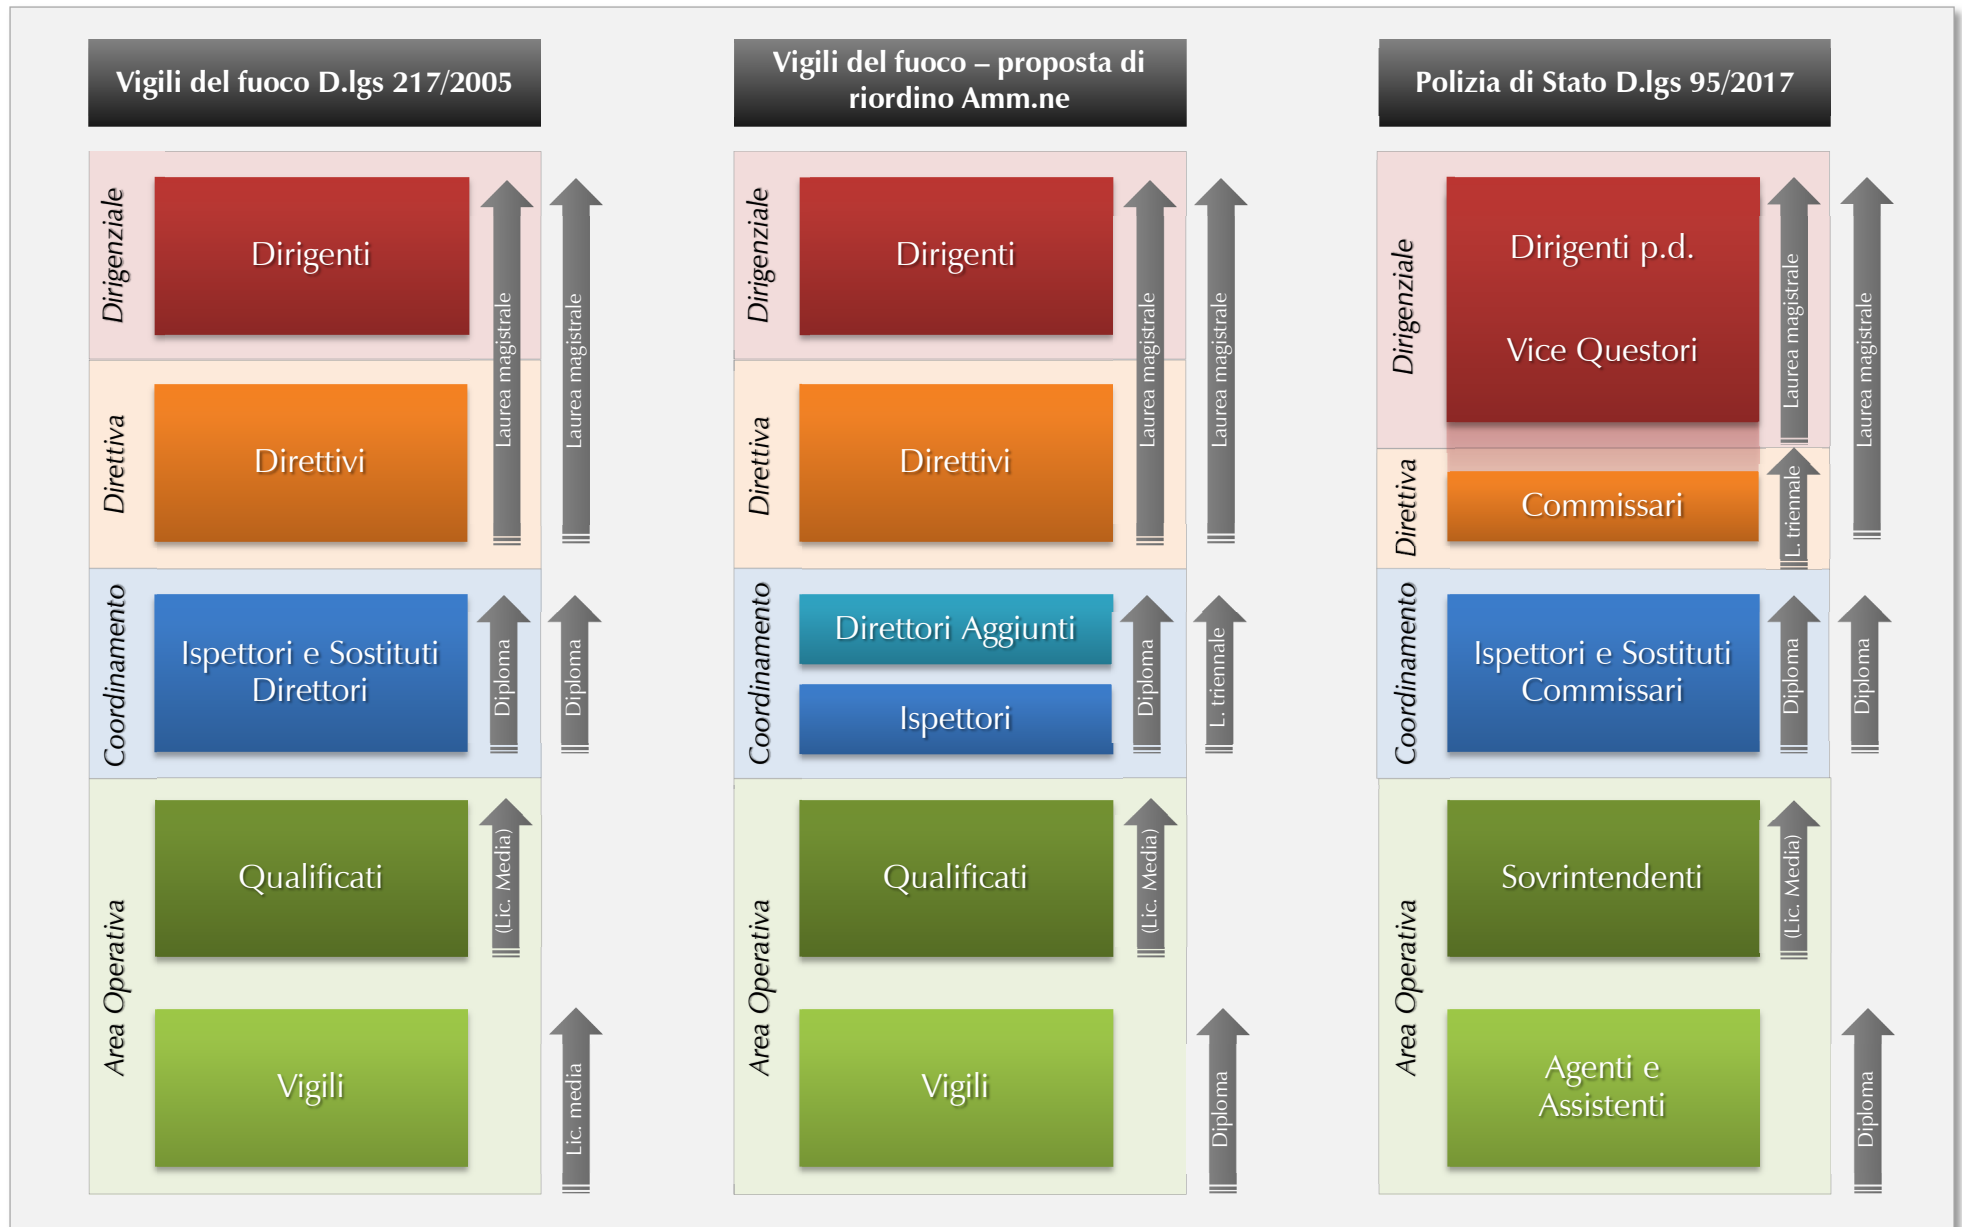 Vigili del fuoco D.lgs 217/2005
Dirigenziale
Dirigenti
Direttiva
Direttivi
Laurea magistrale
Laurea magistrale
Coordinamento
Ispettori e Sostituti
Direttori
Diploma
Diploma
Area Operativa
Qualificati
(Lic. Media)
Vigili
Lic. media
Vigili del fuoco – proposta di
riordino Amm.ne
Dirigenziale
Dirigenti
Direttiva
Direttivi
Laurea magistrale
Laurea magistrale
Coordinamento
Direttori Aggiunti
Ispettori
Diploma
L. triennale
Area Operativa
Qualificati
(Lic. Media)
Vigili
Diploma
Polizia di Stato D.lgs 95/2017
Dirigenziale
Dirigenti p.d.
Vice Questori
Laurea magistrale
Laurea magistrale
Direttiva
Commissari
L. triennale
Coordinamento
Ispettori e Sostituti
Commissari
Diploma
Diploma
Area Operativa
Sovrintendenti
(Lic. Media)
Agenti e
Assistenti
Diploma